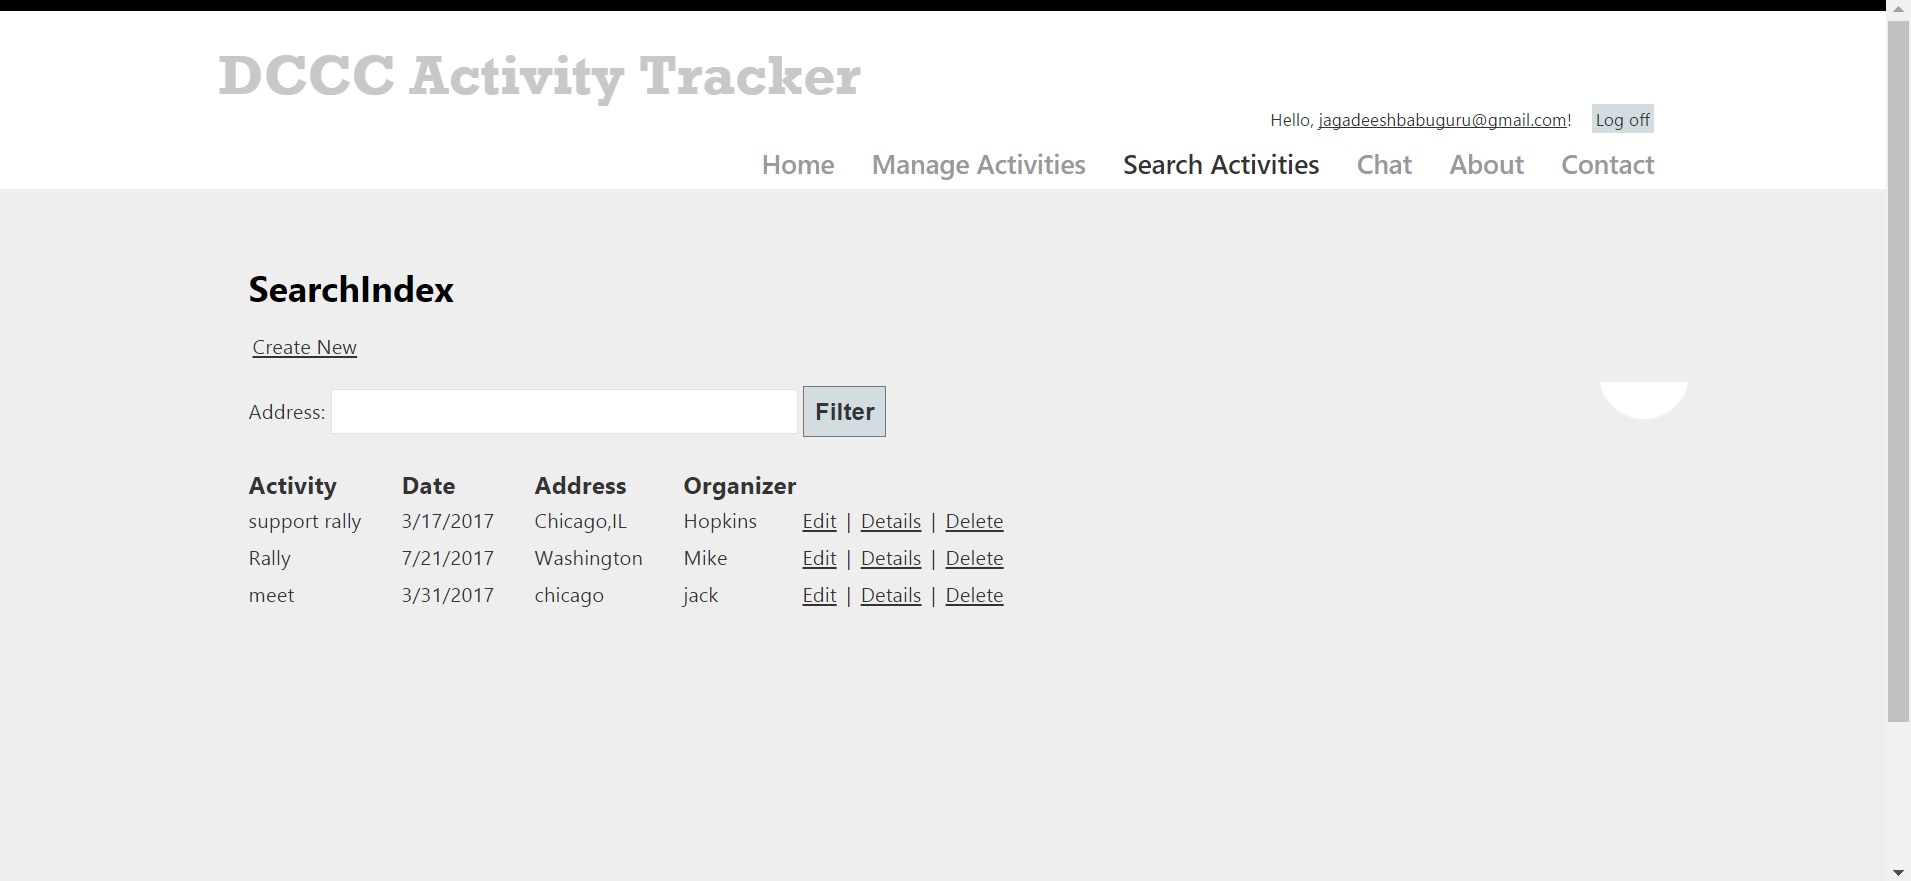 DCCC Activity Tracker
Hello, jagadeeshbabuguru@gmail.com! Log off
Home Manage Activities Search Activities Chat About Contact
SearchIndex
Create New
Address: Filter
Activity Date Address Organizer
support rally 3/17/2017 Chicago,IL Hopkins Edit | Details | Delete
Rally 7/21/2017 Washington Mike Edit | Details | Delete
meet 3/31/2017 chicago jack Edit | Details | Delete